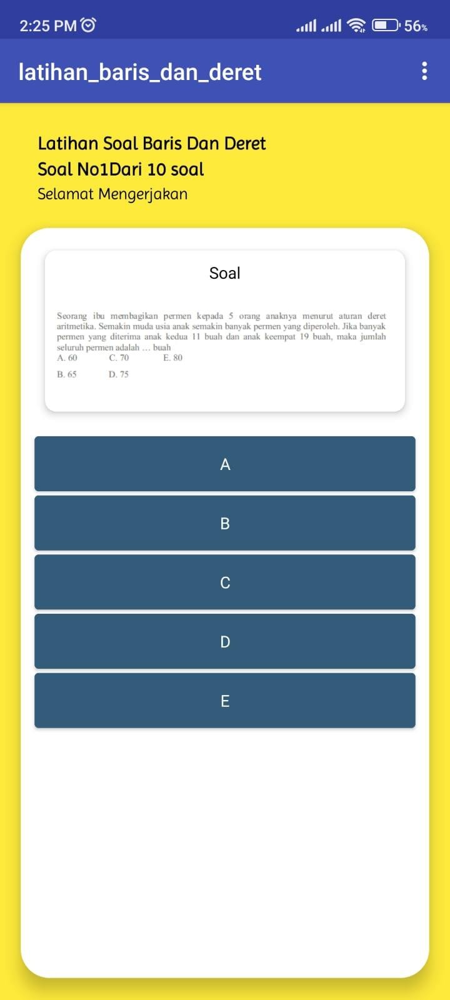 2:25 PM
56%
latihan_baris_dan_deret
Latihan Soal Baris Dan Deret
Soal No1Dari 10 soal
Selamat Mengerjakan
Soal
Seorang ibu membagikan permen kepada 5 orang anaknya menurut aturan deret
aritmetika. Semakin muda usia anak semakin banyak permen yang diperoleh. Jika banyak
permen yang diterima anak kedua 11 buah dan anak keempat 19 buah, maka jumlah
seluruh permen adalah … buah
A. 60 C. 70 E. 80
B. 65 D. 75
A
B
C
D
E